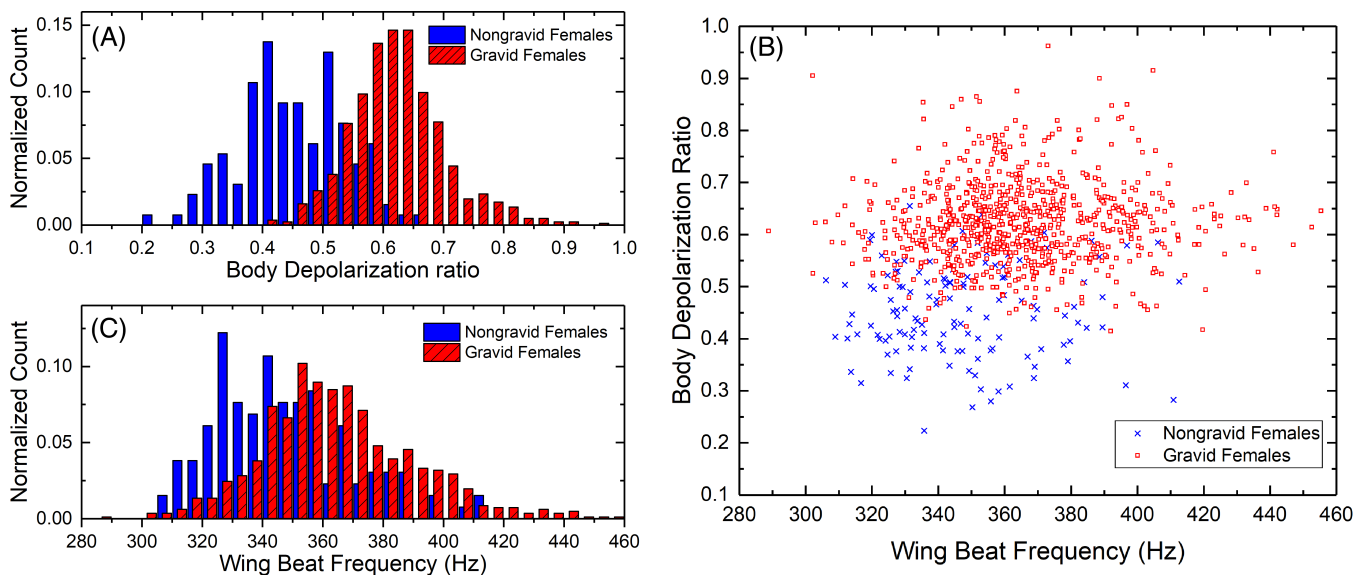 (A)
Nongravid Females
Gravid Females
Normalized Count
0.15
0.10
0.05
0.00
0.1 0.2 0.3 0.4 0.5 0.6 0.7 0.8 0.9 1.0
Body Depolarization ratio
(C)
Nongravid Females
Gravid Females
Normalized Count
0.10
0.05
0.00
280 300 320 340 360 380 400 420 440 460
Wing Beat Frequency (Hz)
(B)
Body Depolarization Ratio
1.0
0.9
0.8
0.7
0.6
0.5
0.4
0.3
0.2
0.1
Nongravid Females
Gravid Females
280 300 320 340 360 380 400 420 440 460
Wing Beat Frequency (Hz)